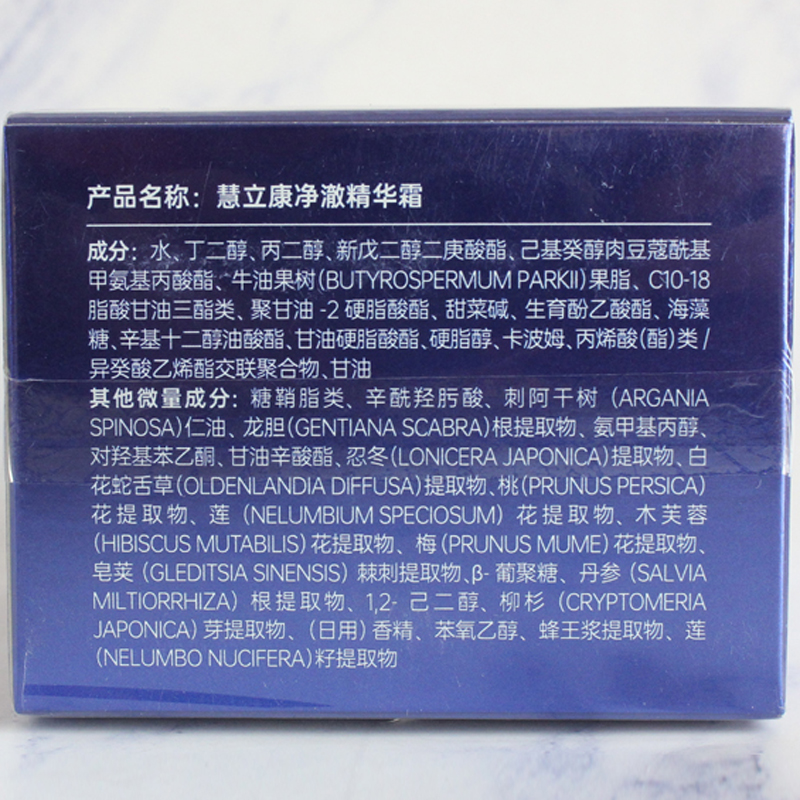 产品名称：慧立康净澈精华霜
成分：水、丁二醇、丙二醇、新戊二醇二庚酸酯、己基癸醇肉豆蔻酰基
甲氨基丙酸酯、牛油果树(BUTYROSPERMUM PARKII)果脂、C10-18
脂酸甘油三酯类、聚甘油-2硬脂酸酯、甜菜碱、生育酚乙酸酯、海藻
糖、辛基十二醇油酸酯、甘油硬脂酸酯、硬脂醇、卡波姆、丙烯酸(酯)类/
异癸酸乙烯酯交联聚合物、甘油
其他微量成分：糖鞘脂类、辛酰羟肟酸、刺阿干树（ARGANIA
SPINOSA)仁油、龙胆(GENTIANA SCABRA)根提取物、氨甲基丙醇、
对羟基苯乙酮、甘油辛酸酯、忍冬(LONICERA JAPONICA)提取物、白
花蛇舌草(OLDENLANDIA DIFFUSA)提取物、桃(PRUNUS PERSICA)
花提取物、莲（NELUMBIUM SPECIOSUM）花提取物、木芙蓉
(HIBISCUS MUTABILIS)花提取物、梅(PRUNUS MUME)花提取物、
皂荚（GLEDITSIA SINENSIS）棘刺提取物、β-葡聚糖、丹参（SALVIA
MILTIORRHIZA）根提取物、1,2-己二醇、柳杉（CRYPTOMERIA
JAPONICA）芽提取物、（日用）香精、苯氧乙醇、蜂王浆提取物、莲
（NELUMBO NUCIFERA)籽提取物